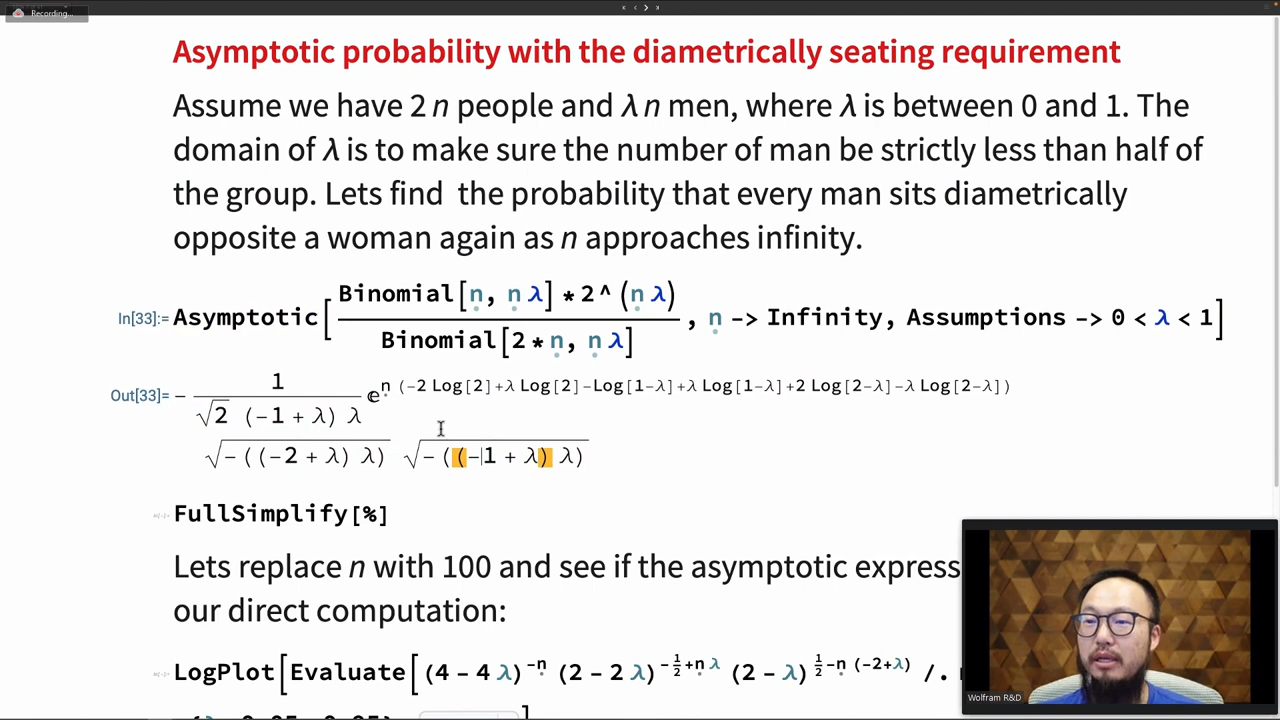 Recording...
Asymptotic probability with the diametrically seating requirement
Assume we have 2 n people and λ n men, where λ is between 0 and 1. The
domain of λ is to make sure the number of man be strictly less than half of
the group. Lets find the probability that every man sits diametrically
opposite a woman again as n approaches infinity.
In[33]:= Asymptotic[Binomial[n, n λ] * 2^(n λ) / Binomial[2 * n, n λ], n -> Infinity, Assumptions -> 0 < λ < 1]
Out[33]= - 1/(√2 (-1 + λ) λ) e^(n (-2 Log[2]+λ Log[2]-Log[1-λ]+λ Log[1-λ]+2 Log[2-λ]-λ Log[2-λ]))
√(-((-2 + λ) λ)) √(-((-1 + λ) λ))
FullSimplify[%]
Lets replace n with 100 and see if the asymptotic express
our direct computation:
LogPlot[Evaluate[(4 - 4 λ)^(-n) (2 - 2 λ)^(-1/2+n λ) (2 - λ)^(1/2-n (-2+λ)) /.
Wolfram R&D